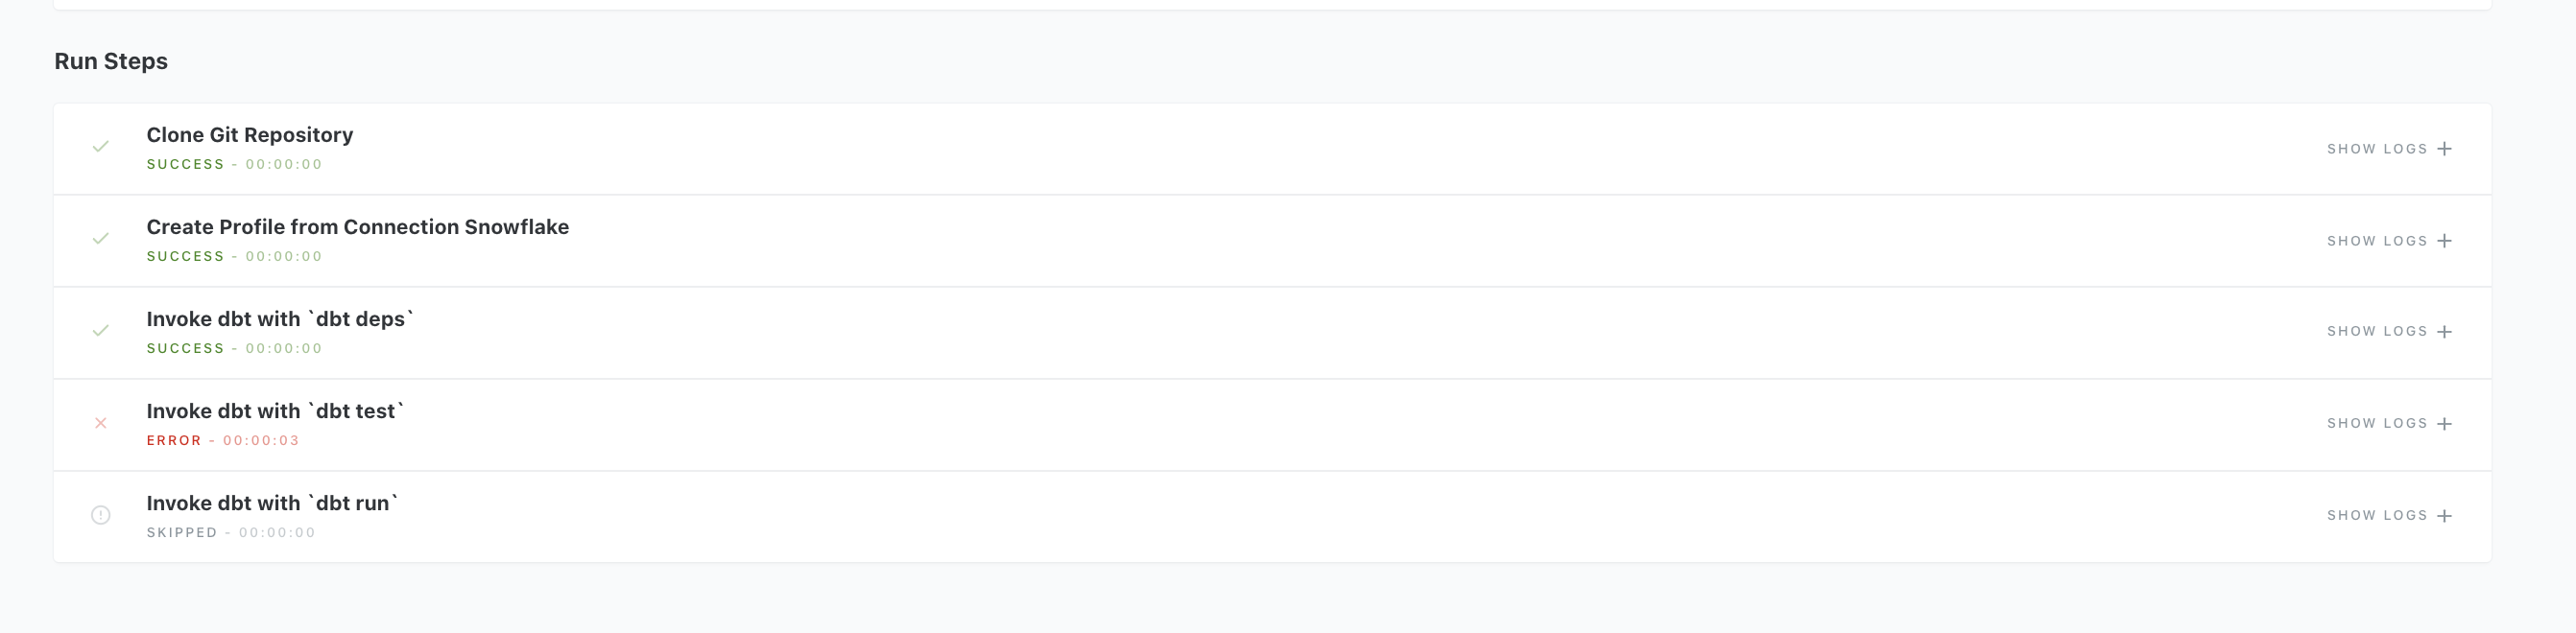 Run Steps
Clone Git Repository
SUCCESS - 00:00:00
SHOW LOGS
Create Profile from Connection Snowflake
SUCCESS - 00:00:00
SHOW LOGS
Invoke dbt with `dbt deps`
SUCCESS - 00:00:00
SHOW LOGS
Invoke dbt with `dbt test`
ERROR - 00:00:03
SHOW LOGS
Invoke dbt with `dbt run`
SKIPPED - 00:00:00
SHOW LOGS